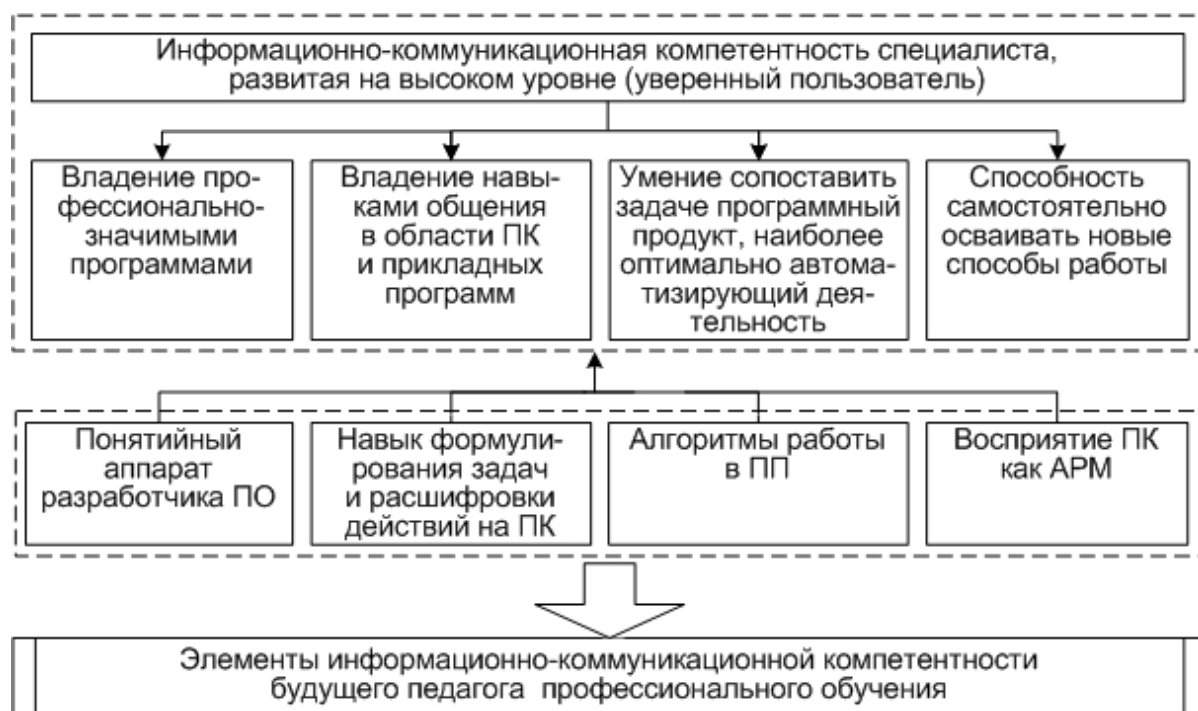 Информационно-коммуникационная компетентность специалиста,
развитая на высоком уровне (уверенный пользователь)
Владение про-
фессионально-
значимыми
программами
Владение навы-
ками общения
в области ПК
и прикладных
программ
Умение сопоставить
задаче программный
продукт, наиболее
оптимально автома-
тизирующий дея-
тельность
Способность
самостоятельно
осваивать новые
способы работы
Понятийный
аппарат
разработчика ПО
Навык формули-
рования задач
и расшифровки
действий на ПК
Алгоритмы работы
в ПП
Восприятие ПК
как АРМ
Элементы информационно-коммуникационной компетентности
будущего педагога профессионального обучения